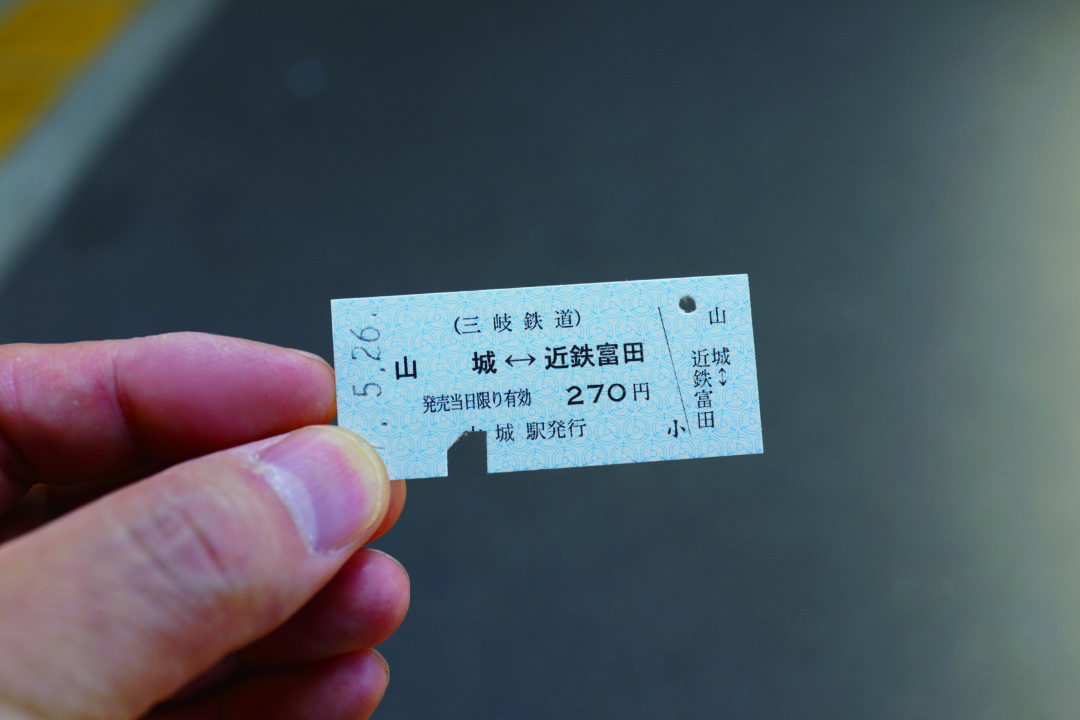 5.26.
(三岐鉄道)
山 城↔近鉄富田
発売当日限り有効 270円
城駅発行
小
山城↕近鉄富田